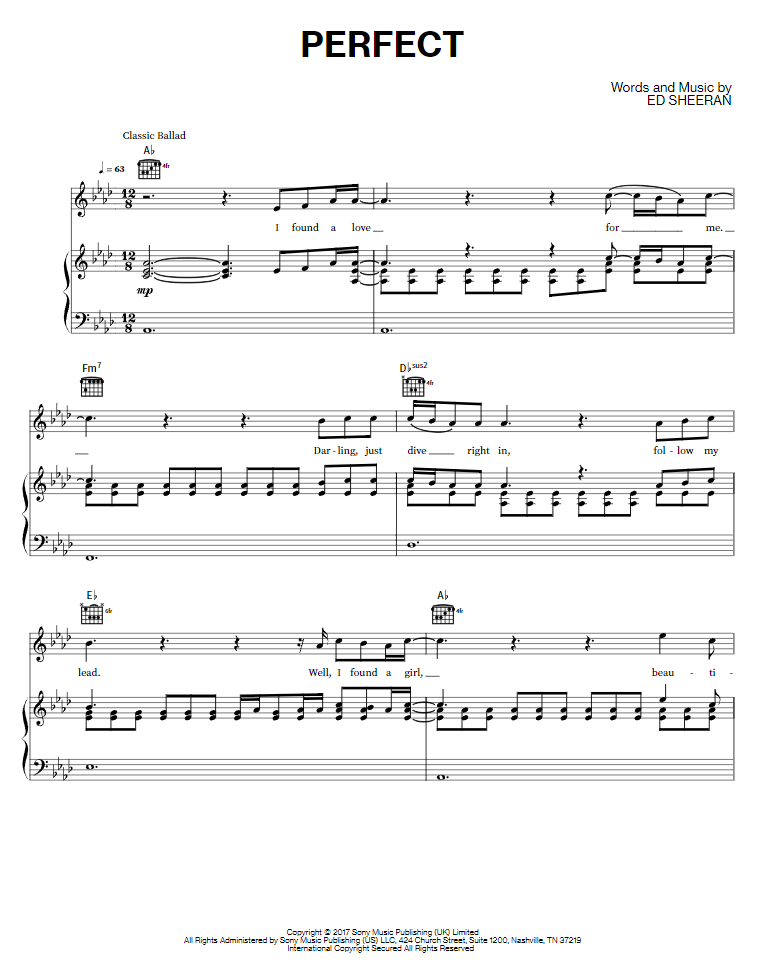 PERFECT
Words and Music by
ED SHEERAN
Classic Ballad
A♭
♩. = 63
4fr
12 8
I found a love
for me.
mp
Fm7
D♭sus2
4fr
Dar - ling, just dive right in, fol - low my
E♭
6fr
A♭
4fr
lead. Well, I found a girl, beau - ti -
Copyright © 2017 Sony Music Publishing (UK) Limited
All Rights Administered by Sony Music Publishing (US) LLC, 424 Church Street, Suite 1200, Nashville, TN 37219
International Copyright Secured All Rights Reserved